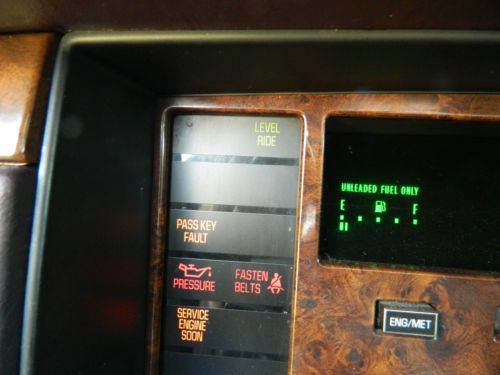 LEVEL
RIDE
UNLEADED FUEL ONLY
E F
PASS KEY
FAULT
PRESSURE
FASTEN
BELTS
SERVICE
ENGINE
SOON
ENG/MET